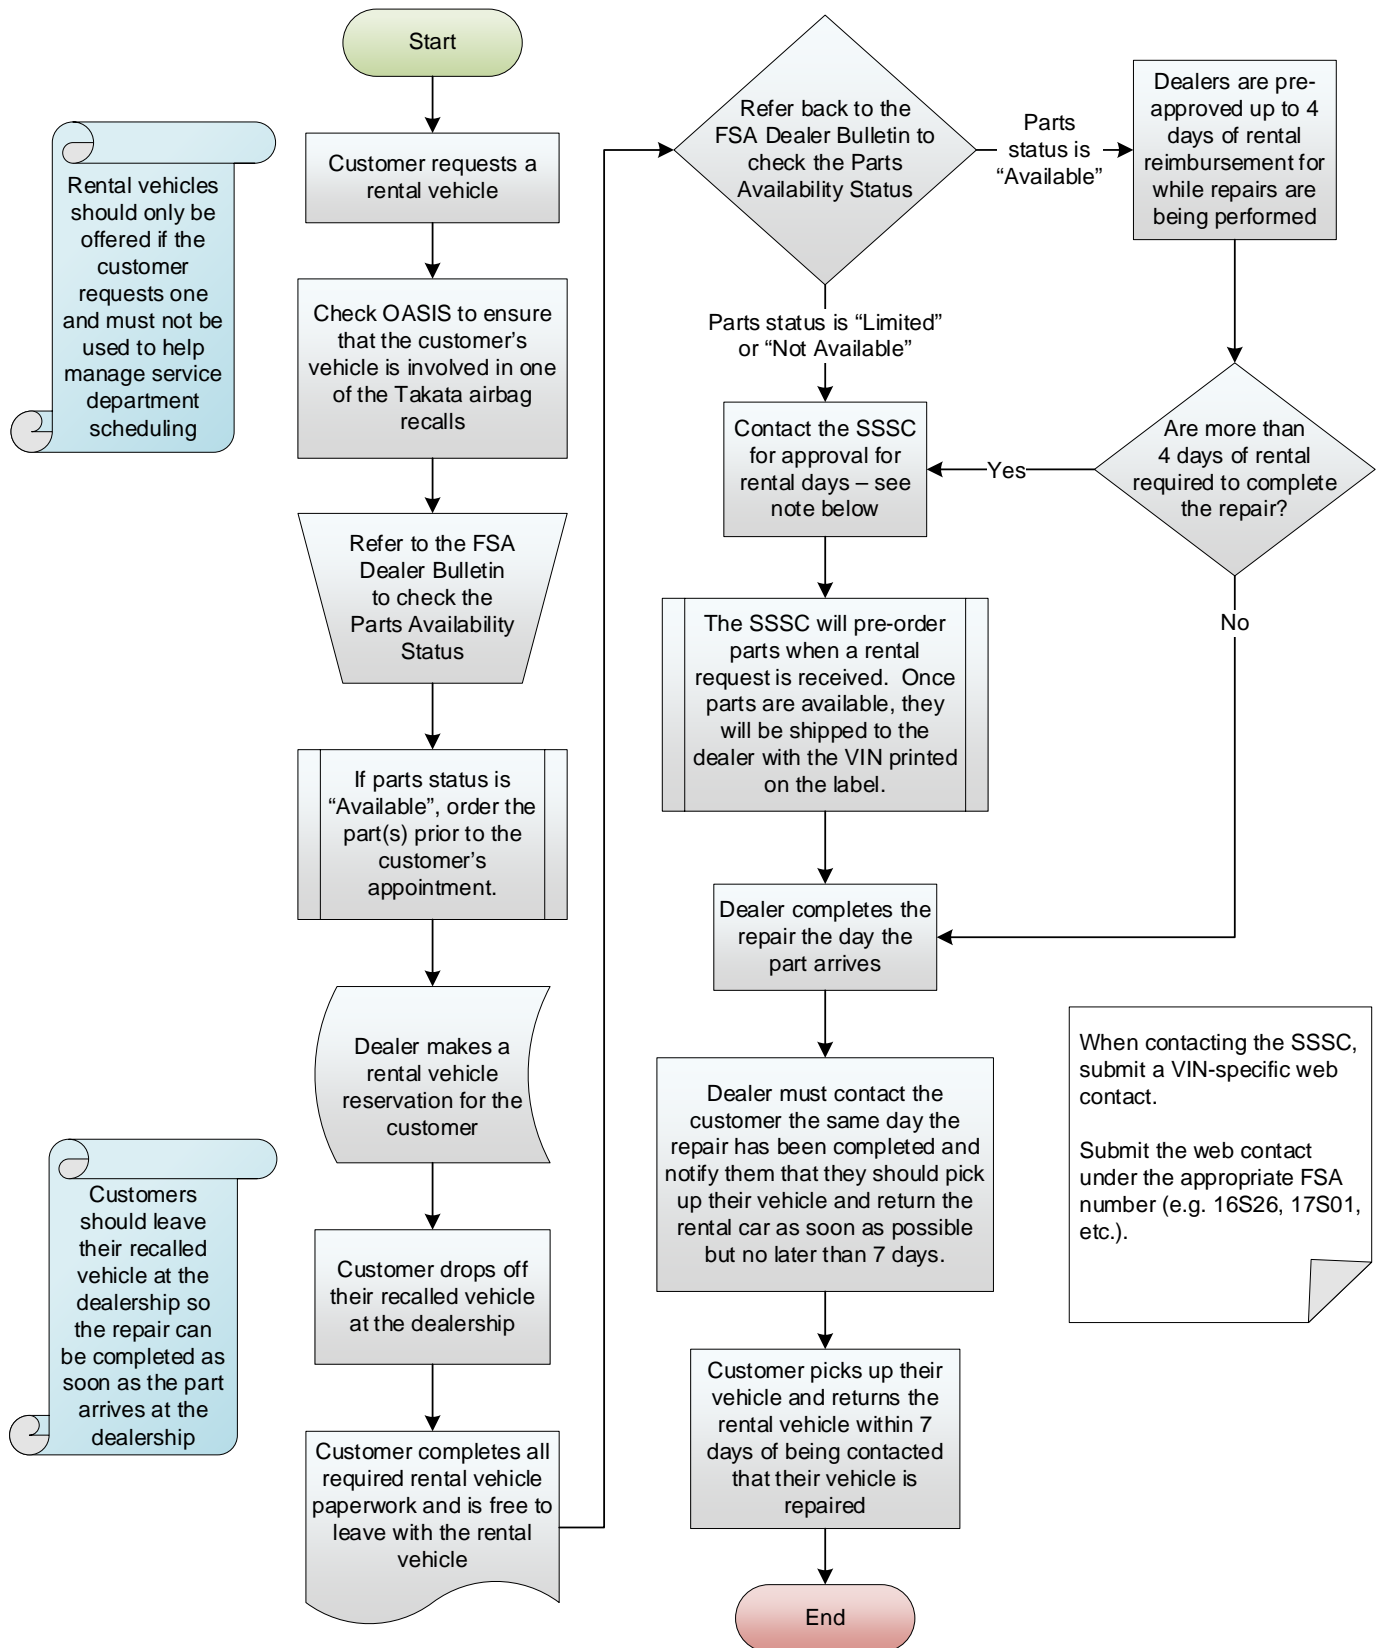 Start
Customer requests a
rental vehicle
Rental vehicles
should only be
offered if the
customer
requests one
and must not be
used to help
manage service
department
scheduling
Check OASIS to ensure
that the customer’s
vehicle is involved in one
of the Takata airbag
recalls
Refer to the FSA
Dealer Bulletin
to check the
Parts Availability
Status
If parts status is
“Available”, order the
part(s) prior to the
customer’s
appointment.
Dealer makes a
rental vehicle
reservation for the
customer
Customers
should leave
their recalled
vehicle at the
dealership so
the repair can
be completed as
soon as the part
arrives at the
dealership
Customer drops off
their recalled vehicle
at the dealership
Customer completes all
required rental vehicle
paperwork and is free to
leave with the rental
vehicle
Refer back to the
FSA Dealer Bulletin to
check the Parts
Availability Status
Parts
status is
“Available”
Dealers are pre-
approved up to 4
days of rental
reimbursement for
while repairs are
being performed
Parts status is “Limited”
or “Not Available”
Are more than
4 days of rental
required to complete
the repair?
Yes
No
Contact the SSSC
for approval for
rental days – see
note below
The SSSC will pre-order
parts when a rental
request is received.  Once
parts are available, they
will be shipped to the
dealer with the VIN printed
on the label.
Dealer completes the
repair the day the
part arrives
Dealer must contact the
customer the same day the
repair has been completed and
notify them that they should pick
up their vehicle and return the
rental car as soon as possible
but no later than 7 days.
When contacting the SSSC,
submit a VIN-specific web
contact.
Submit the web contact
under the appropriate FSA
number (e.g. 16S26, 17S01,
etc.).
Customer picks up their
vehicle and returns the
rental vehicle within 7
days of being contacted
that their vehicle is
repaired
End